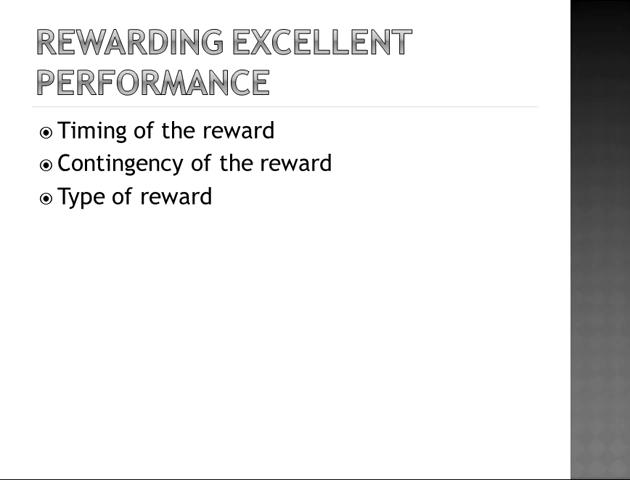 REWARDING EXCELLENT
PERFORMANCE
Timing of the reward
Contingency of the reward
Type of reward